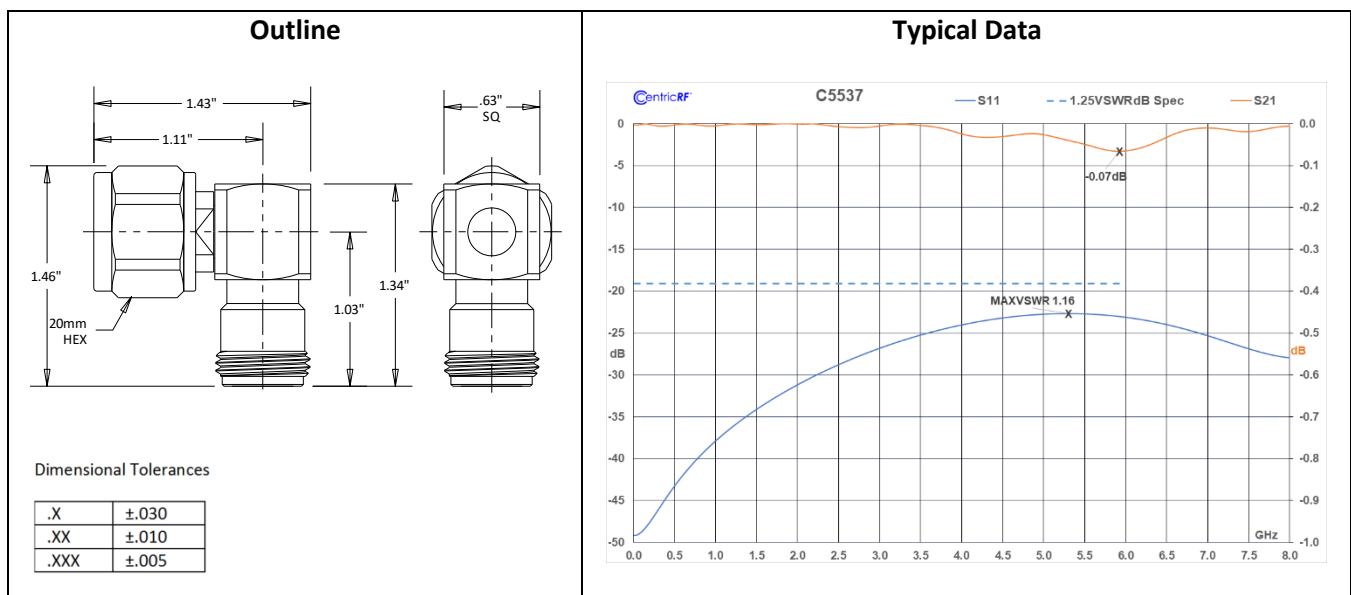 Outline
1.43"
1.11"
.63"
SQ
1.46"
1.34"
1.03"
20mm
HEX
Dimensional Tolerances
.X ±.030
.XX ±.010
.XXX ±.005
Typical Data
CentricRF
C5537
S11
1.25VSWRdB Spec
S21
0
-5
-10
-15
-20
-25
dB
-30
-35
-40
-45
-50
0.0
-0.1
-0.2
-0.3
-0.4
-0.5
dB
-0.6
-0.7
-0.8
-0.9
-1.0
-0.07dB
MAXVSWR 1.16
GHz
0.0 0.5 1.0 1.5 2.0 2.5 3.0 3.5 4.0 4.5 5.0 5.5 6.0 6.5 7.0 7.5 8.0